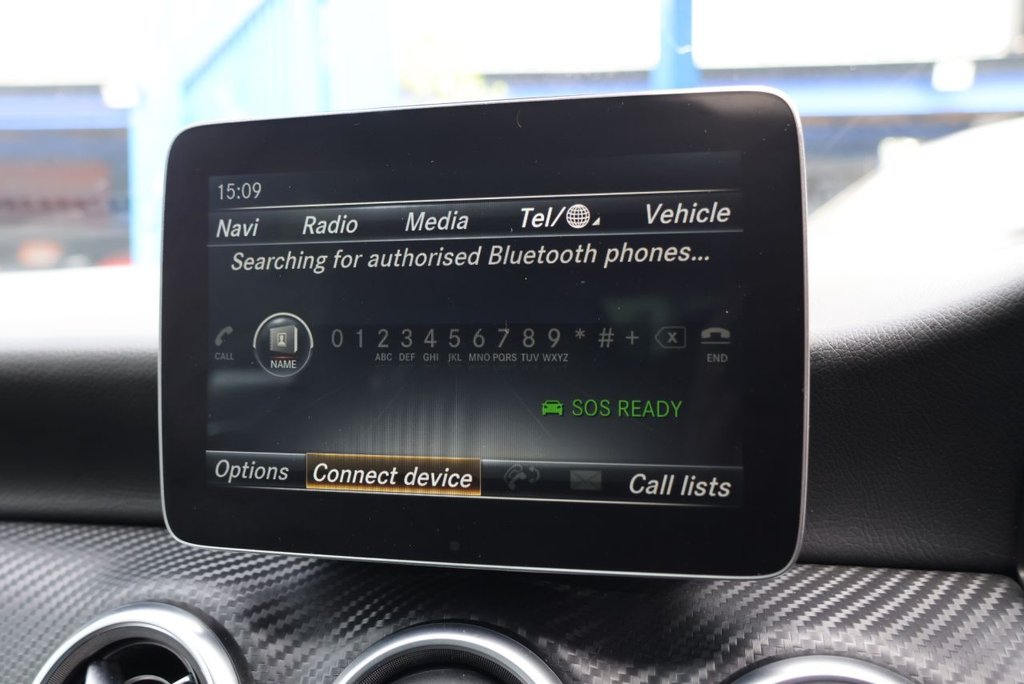 15:09
Navi Radio Media Tel/ Vehicle
Searching for authorised Bluetooth phones...
CALL NAME 0 1 2 3 4 5 6 7 8 9 * # + END
ABC DEF GHI JKL MNO PQRS TUV WXYZ
SOS READY
Options Connect device Call lists